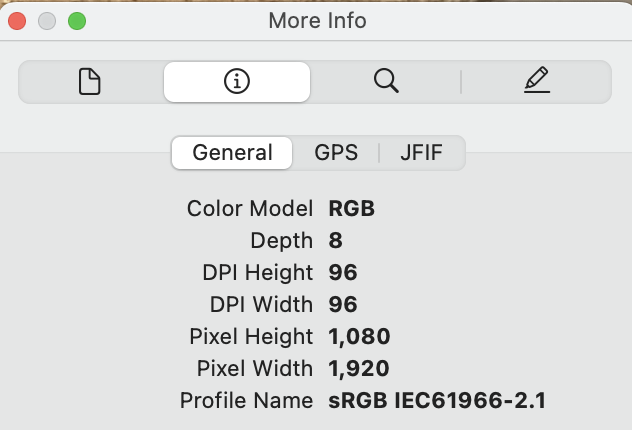 More Info
General GPS JFIF
Color Model RGB
Depth 8
DPI Height 96
DPI Width 96
Pixel Height 1,080
Pixel Width 1,920
Profile Name sRGB IEC61966-2.1